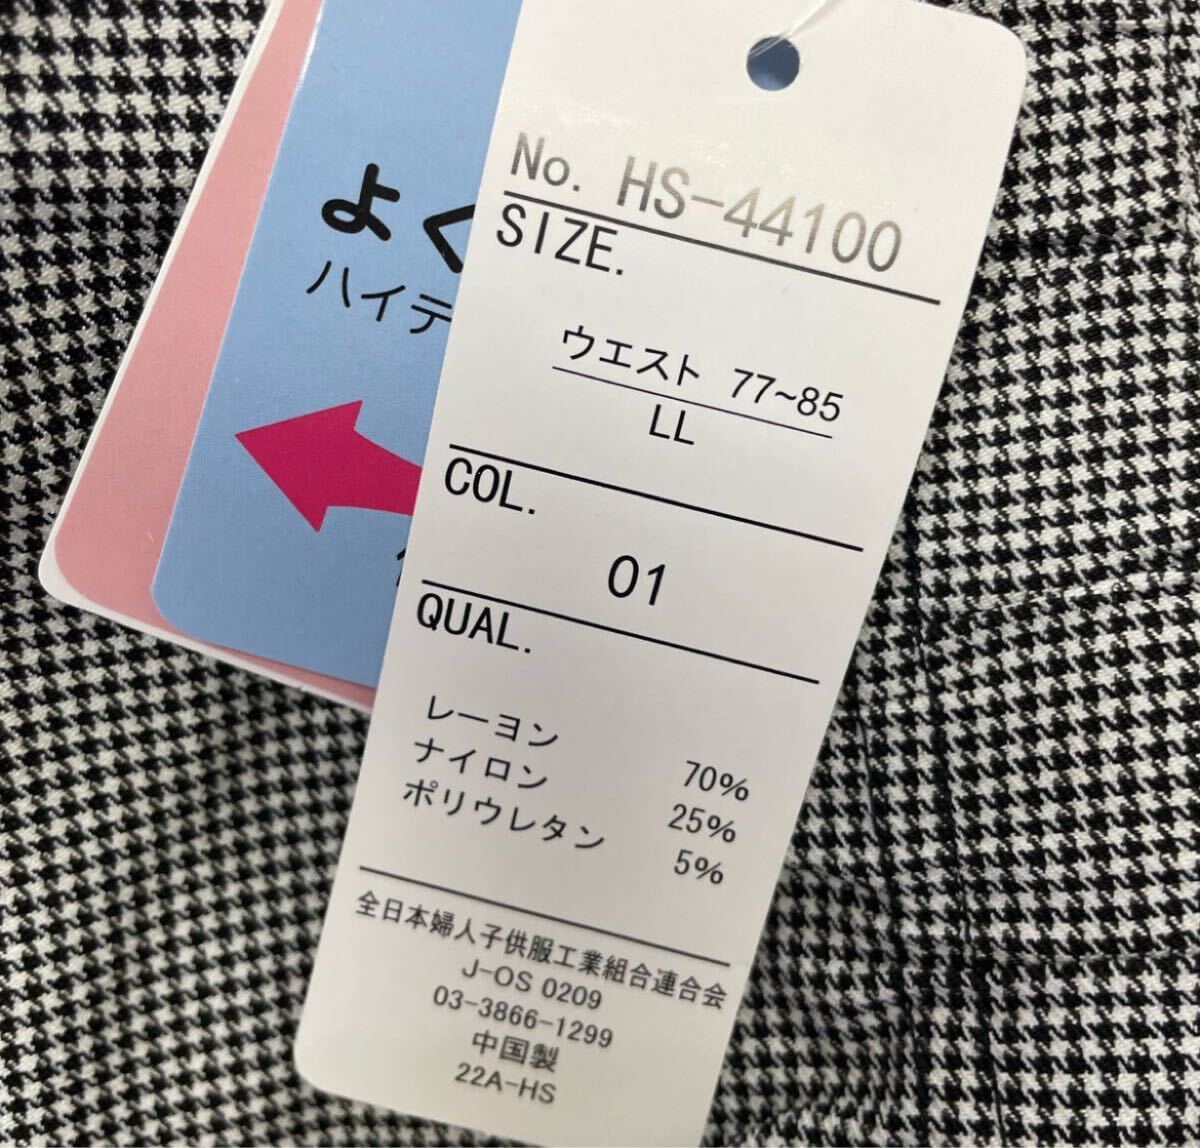 よく
ハイテ
No. HS-44100
SIZE.
ウエスト 77~85
LL
COL.
01
QUAL.
レーヨン 70%
ナイロン 25%
ポリウレタン 5%
全日本婦人子供服工業組合連合会
J-OS 0209
03-3866-1299
中国製
22A-HS